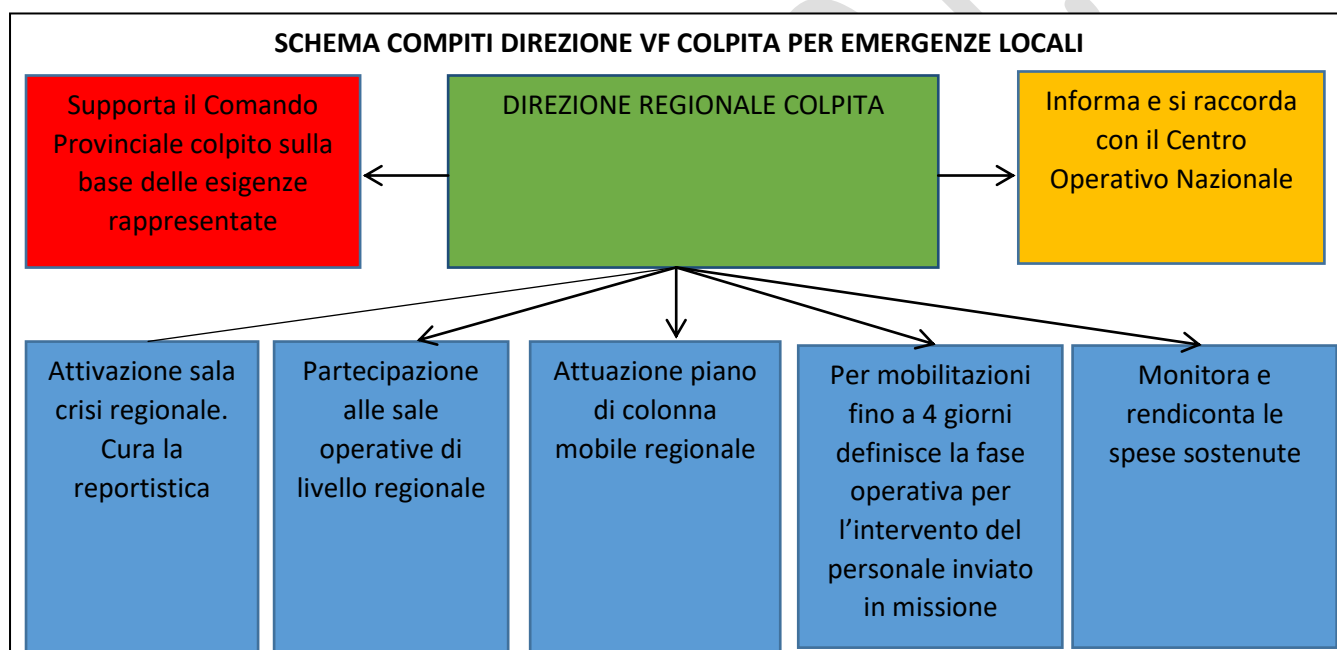 SCHEMA COMPITI DIREZIONE VF COLPITA PER EMERGENZE LOCALI
Supporta il Comando
Provinciale colpito sulla
base delle esigenze
rappresentate
DIREZIONE REGIONALE COLPITA
Informa e si raccorda
con il Centro
Operativo Nazionale
Attivazione sala
crisi regionale.
Cura la
reportistica
Partecipazione
alle sale
operative di
livello regionale
Attuazione piano
di colonna
mobile regionale
Per mobilitazioni
fino a 4 giorni
definisce la fase
operativa per
l’intervento del
personale inviato
in missione
Monitora e
rendiconta le
spese sostenute